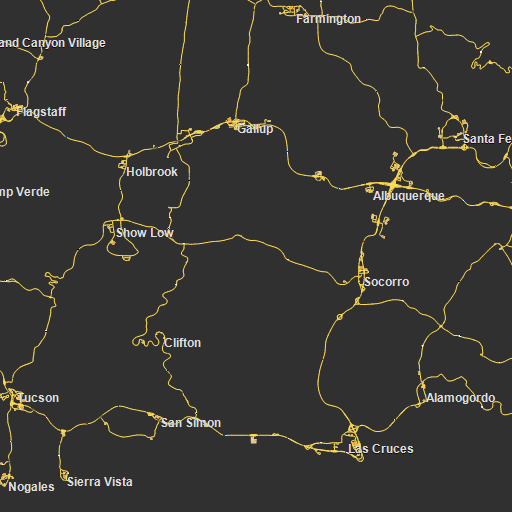 Farmington
and Canyon Village
Flagstaff
Gallup
Santa Fe
Holbrook
mp Verde
Albuquerque
Show Low
Socorro
Clifton
Tucson
Alamogordo
San Simon
Las Cruces
Sierra Vista
Nogales